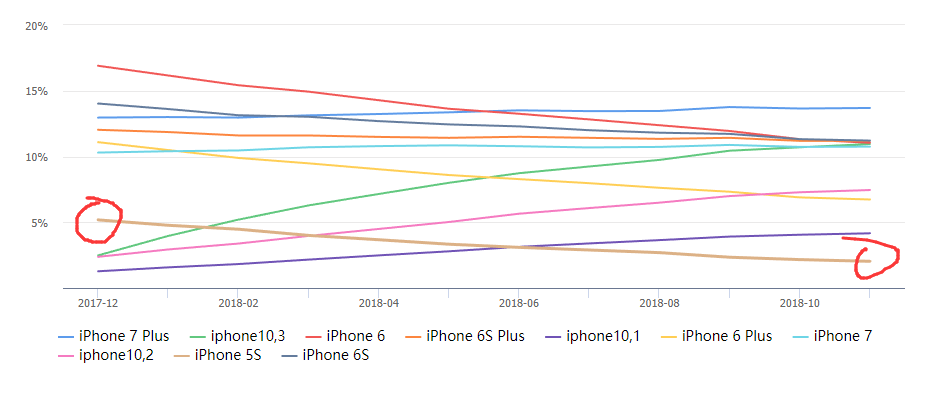 20%
15%
10%
5%
2017-12 2018-02 2018-04 2018-06 2018-08 2018-10
iPhone 7 Plus iphone10,3 iPhone 6 iPhone 6S Plus iphone10,1 iPhone 6 Plus iPhone 7
iphone10,2 iPhone 5S iPhone 6S